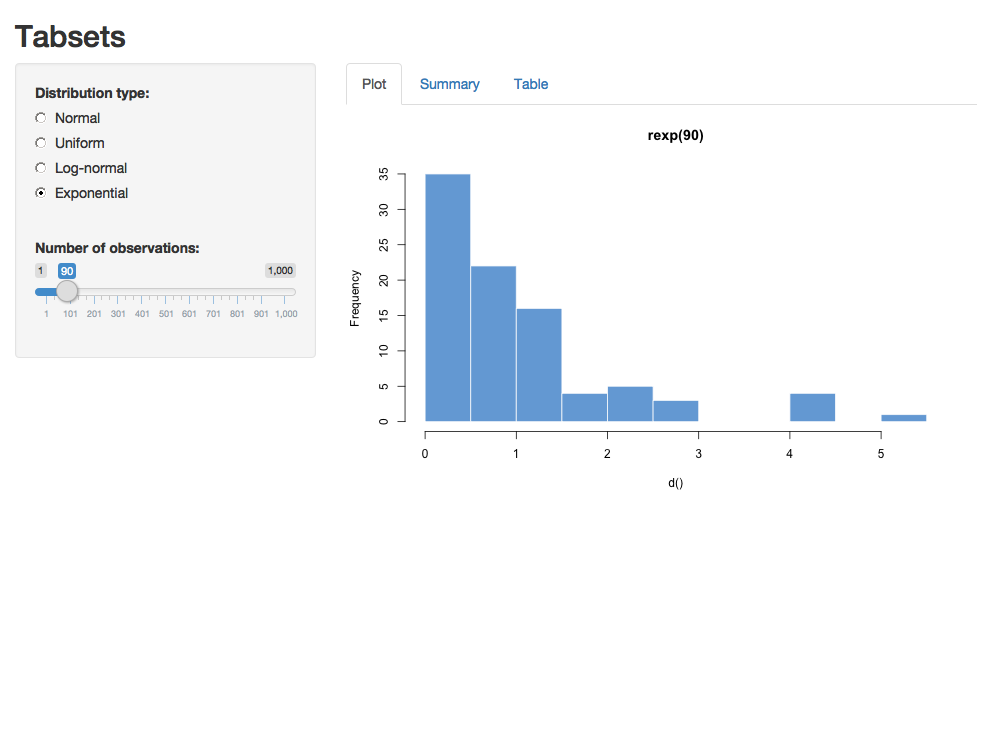 Tabsets
Distribution type:
Normal
Uniform
Log-normal
Exponential
Number of observations:
1 90 1,000
1 101 201 301 401 501 601 701 801 901 1,000
Plot Summary Table
rexp(90)
Frequency
35
30
25
20
15
10
5
0
0 1 2 3 4 5
d()